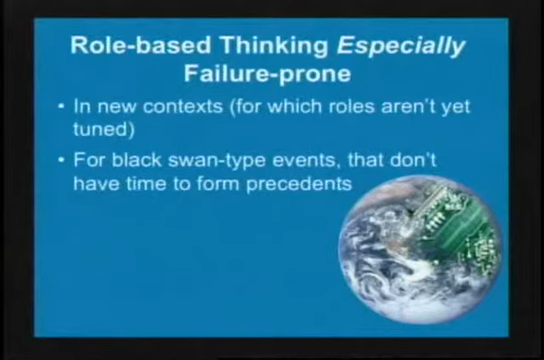 Role-based Thinking Especially
Failure-prone
• In new contexts (for which roles aren't yet
tuned)
• For black swan-type events, that don't
have time to form precedents